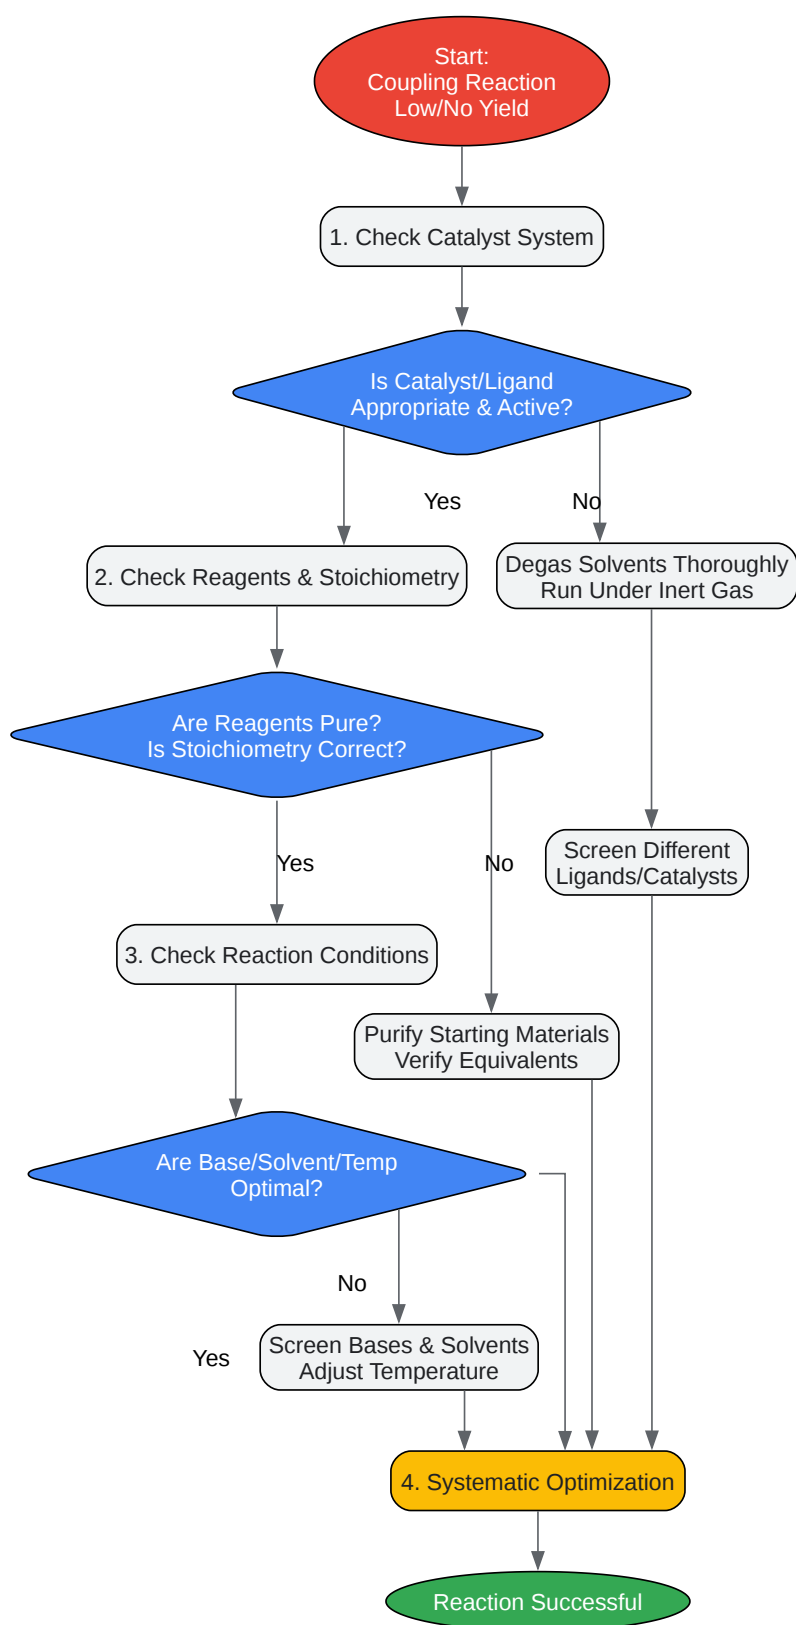 Start:
Coupling Reaction
Low/No Yield
1. Check Catalyst System
Is Catalyst/Ligand
Appropriate & Active?
Yes
No
2. Check Reagents & Stoichiometry
Degas Solvents Thoroughly
Run Under Inert Gas
Are Reagents Pure?
Is Stoichiometry Correct?
Yes
No
Screen Different
Ligands/Catalysts
3. Check Reaction Conditions
Purify Starting Materials
Verify Equivalents
Are Base/Solvent/Temp
Optimal?
No
Yes
Screen Bases & Solvents
Adjust Temperature
4. Systematic Optimization
Reaction Successful